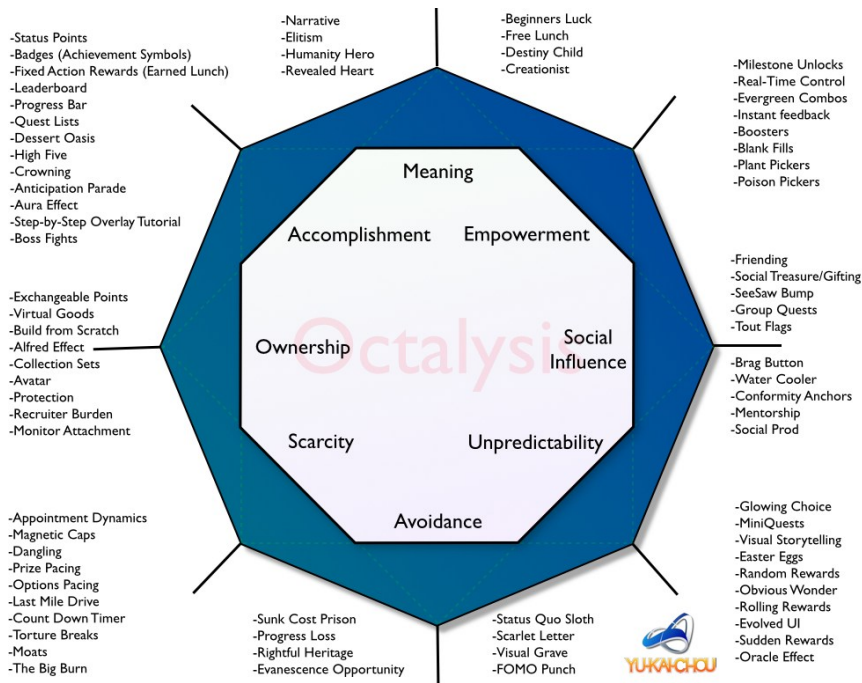 -Narrative
-Elitism
-Humanity Hero
-Revealed Heart
-Beginners Luck
-Free Lunch
-Destiny Child
-Creationist
-Status Points
-Badges (Achievement Symbols)
-Fixed Action Rewards (Earned Lunch)
-Leaderboard
-Progress Bar
-Quest Lists
-Dessert Oasis
-High Five
-Crowning
-Anticipation Parade
-Aura Effect
-Step-by-Step Overlay Tutorial
-Boss Fights
-Milestone Unlocks
-Real-Time Control
-Evergreen Combos
-Instant feedback
-Boosters
-Blank Fills
-Plant Pickers
-Poison Pickers
Meaning
Accomplishment
Empowerment
Ownership
Octalysis
Social
Influence
Scarcity
Unpredictability
Avoidance
-Exchangeable Points
-Virtual Goods
-Build from Scratch
-Alfred Effect
-Collection Sets
-Avatar
-Protection
-Recruiter Burden
-Monitor Attachment
-Friending
-Social Treasure/Gifting
-SeeSaw Bump
-Group Quests
-Tout Flags
-Brag Button
-Water Cooler
-Conformity Anchors
-Mentorship
-Social Prod
-Appointment Dynamics
-Magnetic Caps
-Dangling
-Prize Pacing
-Options Pacing
-Last Mile Drive
-Count Down Timer
-Torture Breaks
-Moats
-The Big Burn
-Sunk Cost Prison
-Progress Loss
-Rightful Heritage
-Evanescence Opportunity
-Status Quo Sloth
-Scarlet Letter
-Visual Grave
-FOMO Punch
-Glowing Choice
-MiniQuests
-Visual Storytelling
-Easter Eggs
-Random Rewards
-Obvious Wonder
-Rolling Rewards
-Evolved UI
-Sudden Rewards
-Oracle Effect
YU-KAI-CHOU